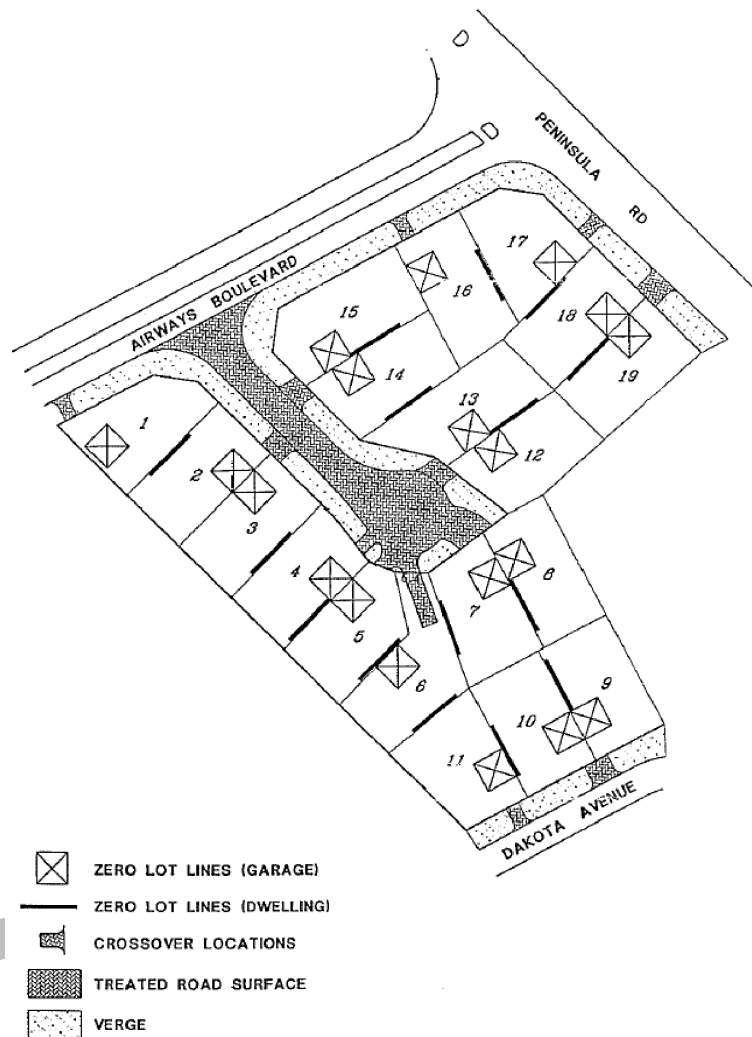 PENINSULA RD
AIRWAYS BOULEVARD
17
16
15
18
14
19
13
12
1
2
3
4
5
6
7
8
9
10
11
DAKOTA AVENUE
ZERO LOT LINES (GARAGE)
ZERO LOT LINES (DWELLING)
CROSSOVER LOCATIONS
TREATED ROAD SURFACE
VERGE